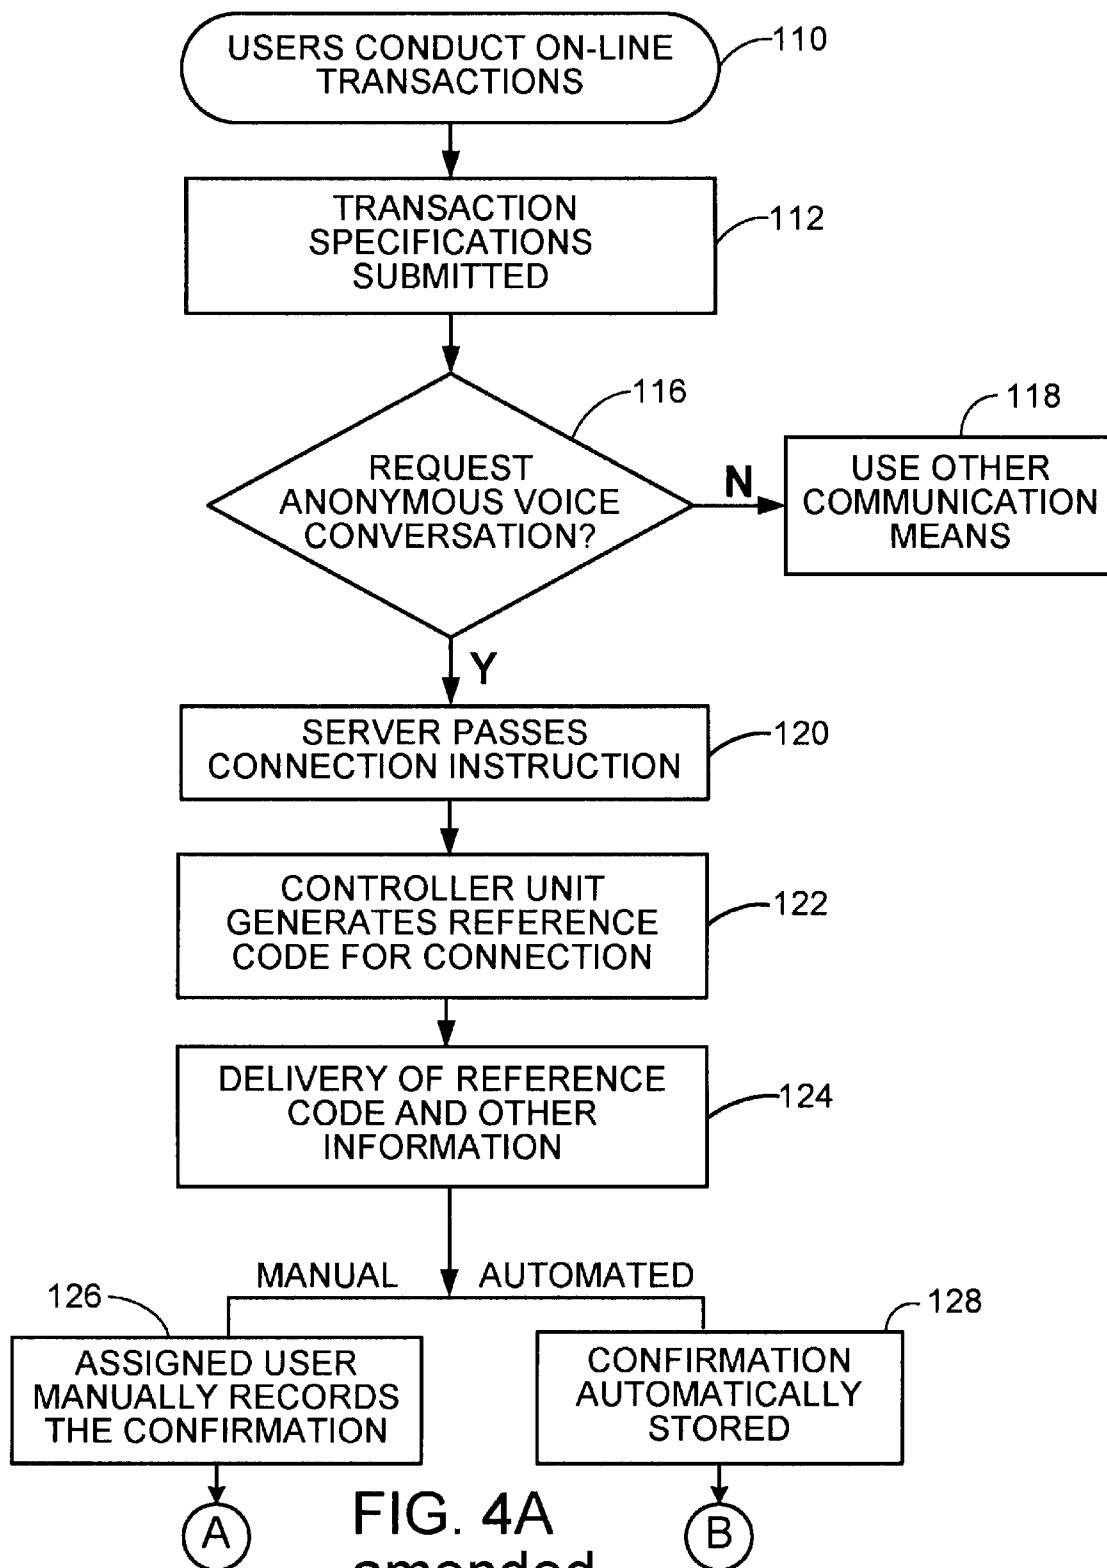 USERS CONDUCT ON-LINE
TRANSACTIONS
110
TRANSACTION
SPECIFICATIONS
SUBMITTED
112
REQUEST
ANONYMOUS VOICE
CONVERSATION?
116
N
USE OTHER
COMMUNICATION
MEANS
118
Y
SERVER PASSES
CONNECTION INSTRUCTION
120
CONTROLLER UNIT
GENERATES REFERENCE
CODE FOR CONNECTION
122
DELIVERY OF REFERENCE
CODE AND OTHER
INFORMATION
124
MANUAL
AUTOMATED
126
ASSIGNED USER
MANUALLY RECORDS
THE CONFIRMATION
128
CONFIRMATION
AUTOMATICALLY
STORED
A
B
FIG. 4A
amended